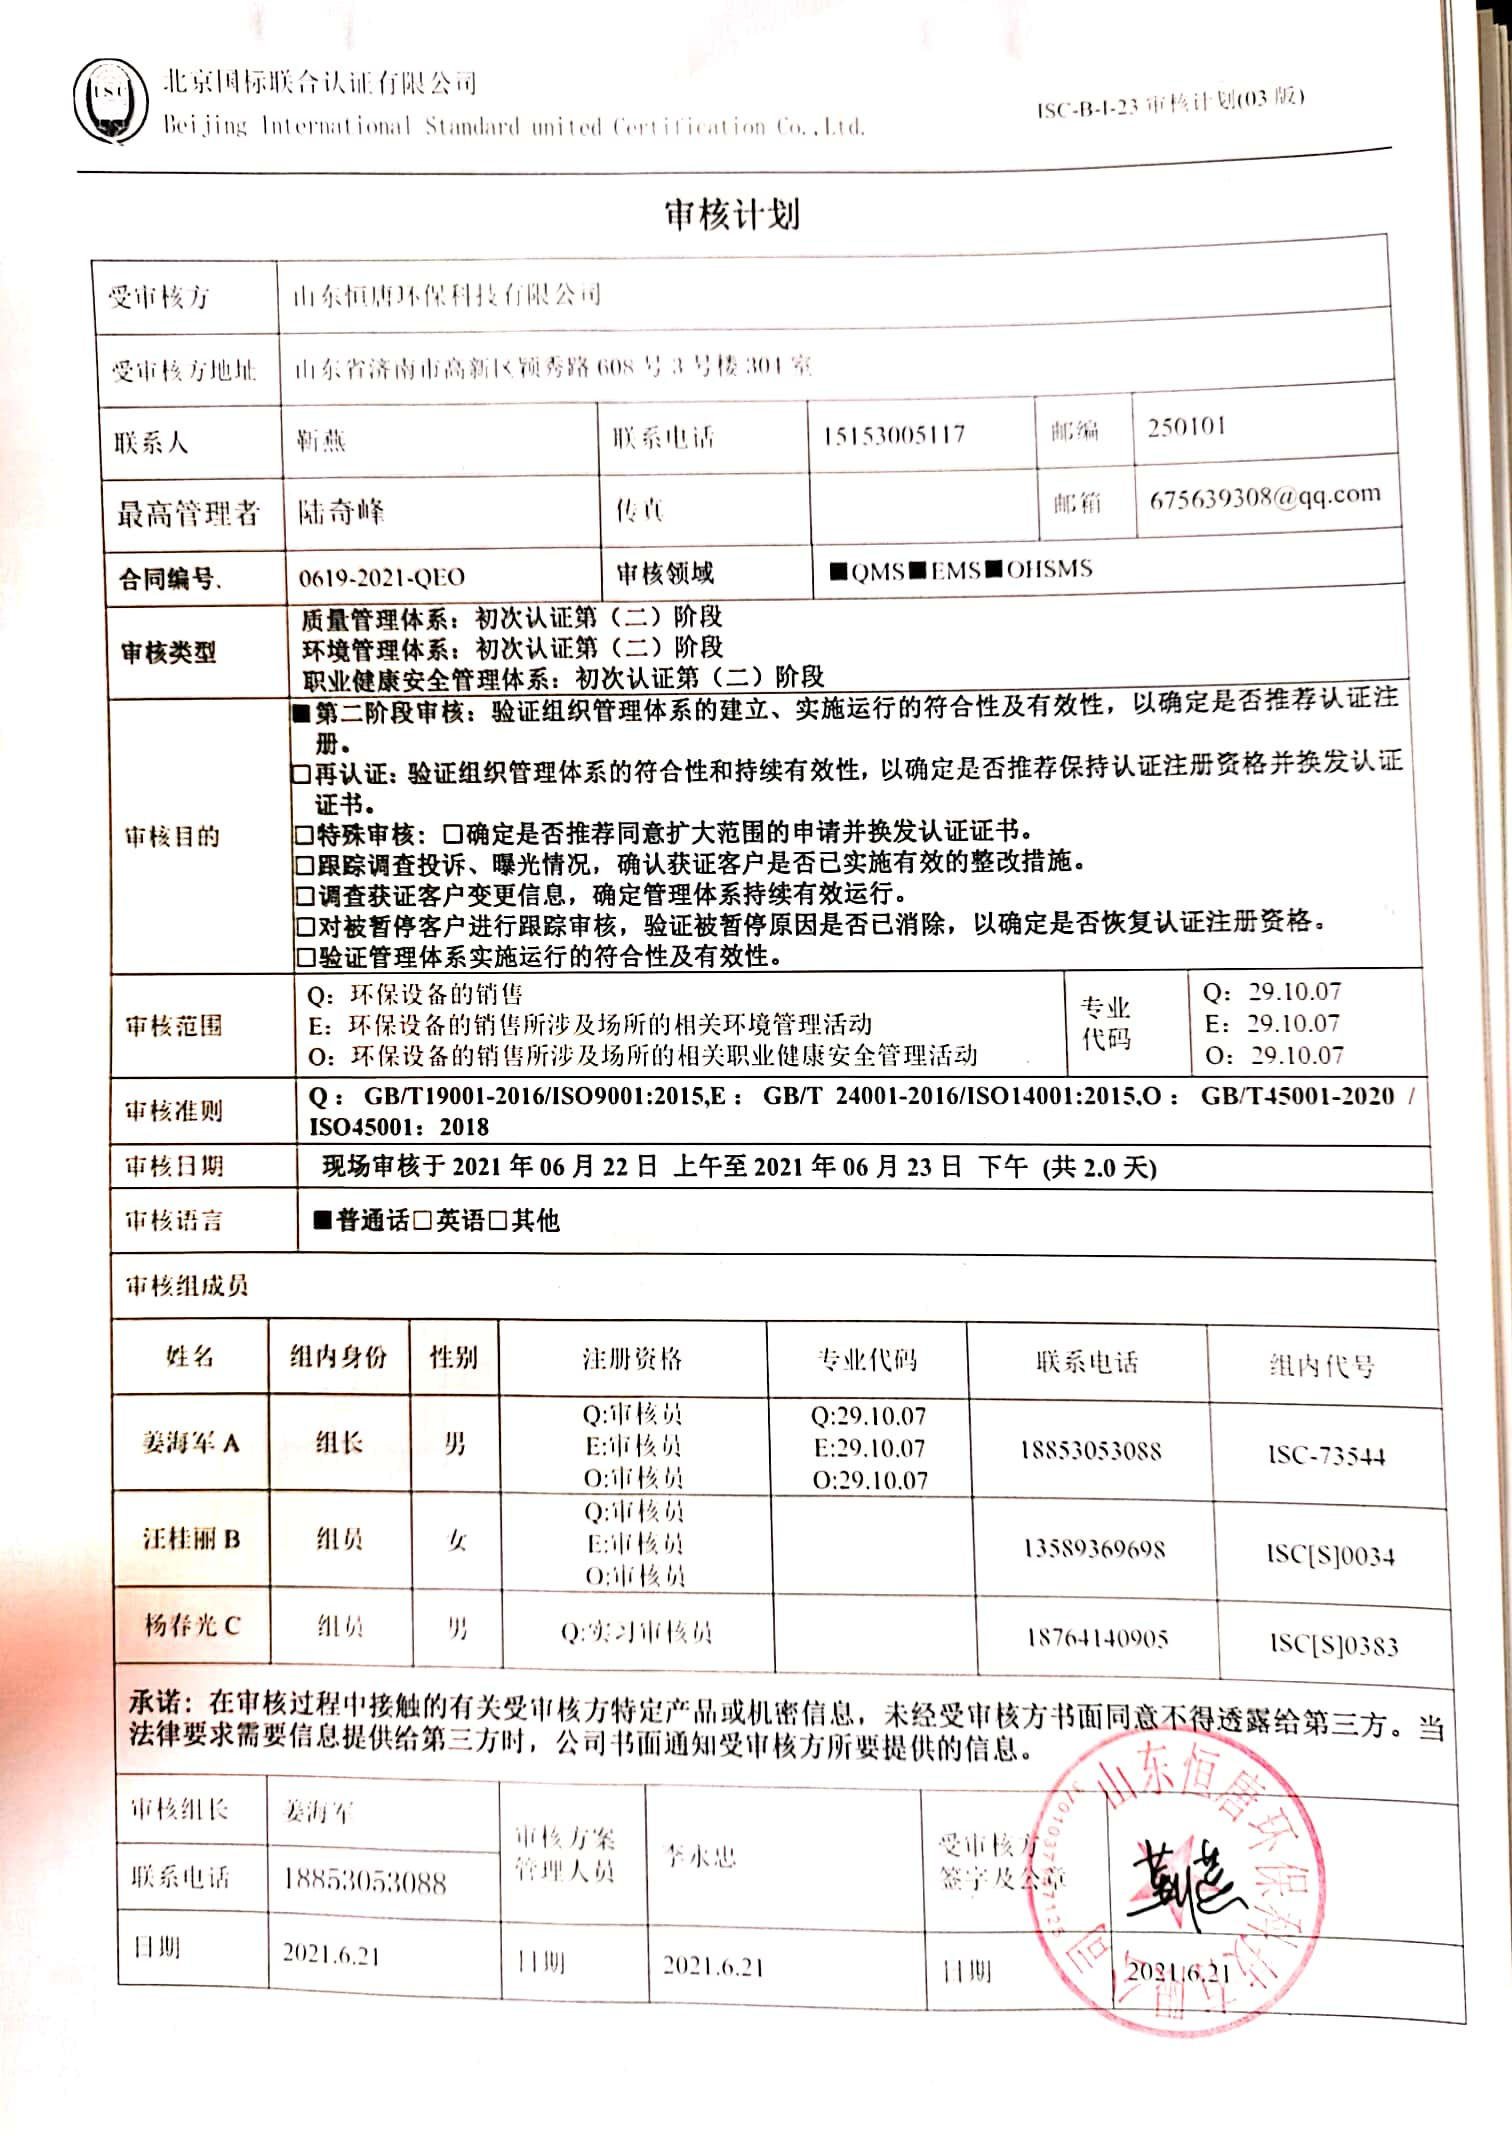 ISC
北京国标联合认证有限公司
Beijing International Standard united Certification Co.,Ltd.
ISC-B-I-23 审核计划(03 版)
审核计划
受审核方 山东恒唐环保科技有限公司
受审核方地址 山东省济南市高新区颖秀路 608 号 3 号楼 301 室
联系人 靳燕 联系电话 15153005117 邮编 250101
最高管理者 陆奇峰 传真 邮箱 675639308@qq.com
合同编号. 0619-2021-QEO 审核领域 ■QMS■EMS■OHSMS
审核类型
质量管理体系：初次认证第（二）阶段
环境管理体系：初次认证第（二）阶段
职业健康安全管理体系：初次认证第（二）阶段
审核目的
■第二阶段审核：验证组织管理体系的建立、实施运行的符合性及有效性，以确定是否推荐认证注
册。
□再认证：验证组织管理体系的符合性和持续有效性，以确定是否推荐保持认证注册资格并换发认证
证书。
□特殊审核：□确定是否推荐同意扩大范围的申请并换发认证证书。
□跟踪调查投诉、曝光情况，确认获证客户是否已实施有效的整改措施。
□调查获证客户变更信息，确定管理体系持续有效运行。
□对被暂停客户进行跟踪审核，验证被暂停原因是否已消除，以确定是否恢复认证注册资格。
□验证管理体系实施运行的符合性及有效性。
审核范围
Q：环保设备的销售
E：环保设备的销售所涉及场所的相关环境管理活动
O：环保设备的销售所涉及场所的相关职业健康安全管理活动
专业
代码
Q：29.10.07
E：29.10.07
O：29.10.07
审核准则
Q： GB/T19001-2016/ISO9001:2015,E： GB/T 24001-2016/ISO14001:2015,O： GB/T45001-2020 /
ISO45001：2018
审核日期 现场审核于 2021 年 06 月 22 日 上午至 2021 年 06 月 23 日 下午 (共 2.0 天)
审核语言 ■普通话□英语□其他
审核组成员
姓名 组内身份 性别 注册资格 专业代码 联系电话 组内代号
姜海军 A 组长 男
Q:审核员
E:审核员
O:审核员
Q:29.10.07
E:29.10.07
O:29.10.07
18853053088 ISC-73544
汪桂丽 B 组员 女
Q:审核员
E:审核员
O:审核员
13589369698 ISC[S]0034
杨春光 C 组员 男 Q:实习审核员 18764140905 ISC[S]0383
承诺：在审核过程中接触的有关受审核方特定产品或机密信息，未经受审核方书面同意不得透露给第三方。当
法律要求需要信息提供给第三方时，公司书面通知受审核方所要提供的信息。
审核组长 姜海军
审核方案
管理人员
李永忠
受审核方
签字及公章
靳燕
联系电话 18853053088
日期 2021.6.21 日期 2021.6.21 日期 2021.6.21
山东恒唐环保科技有限公司